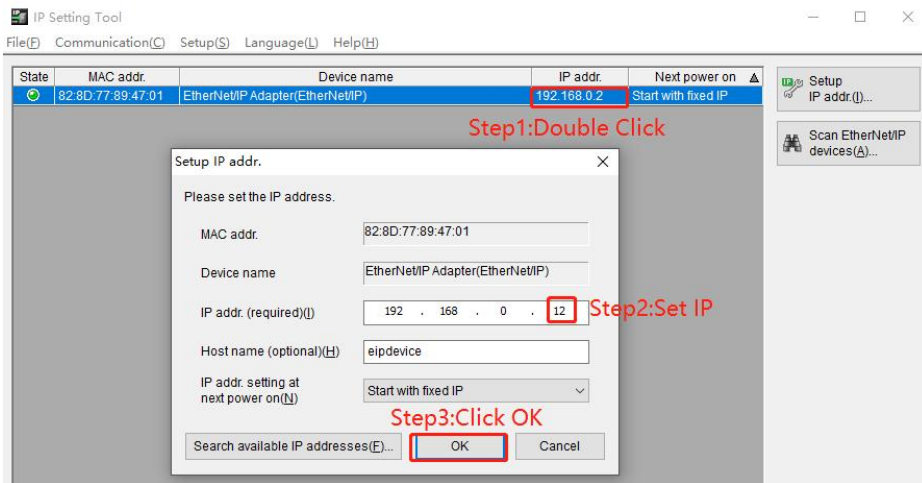 IP Setting Tool
File(F) Communication(C) Setup(S) Language(L) Help(H)
State MAC addr. Device name IP addr. Next power on
82:8D:77:89:47:01 EtherNet/IP Adapter(EtherNet/IP) 192.168.0.2 Start with fixed IP
Setup
IP addr.(I)...
Scan EtherNet/IP
devices(A)...
Step1:Double Click
Setup IP addr.
Please set the IP address.
MAC addr. 82:8D:77:89:47:01
Device name EtherNet/IP Adapter(EtherNet/IP)
IP addr. (required)(I) 192 . 168 . 0 . 12 Step2:Set IP
Host name (optional)(H) eipdevice
IP addr. setting at
next power on(N) Start with fixed IP
Step3:Click OK
Search available IP addresses(F)... OK Cancel